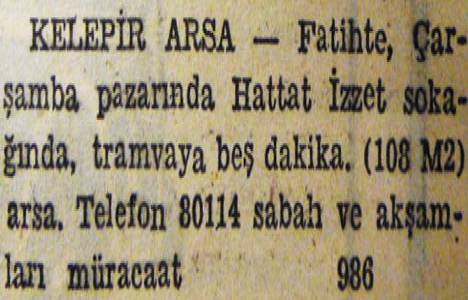 KELEPİR ARSA — Fatihte, Çar-
şamba pazarında Hattat İzzet soka-
ğında, tramvaya beş dakika. (108 M2)
arsa. Telefon 80114 sabah ve akşam-
ları müracaat 986